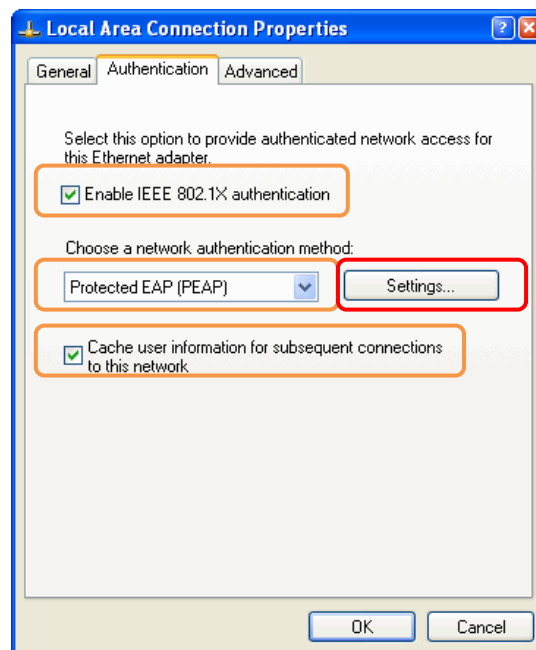 Local Area Connection Properties
General Authentication Advanced
Select this option to provide authenticated network access for
this Ethernet adapter.
Enable IEEE 802.1X authentication
Choose a network authentication method:
Protected EAP (PEAP) Settings...
Cache user information for subsequent connections
to this network
OK Cancel